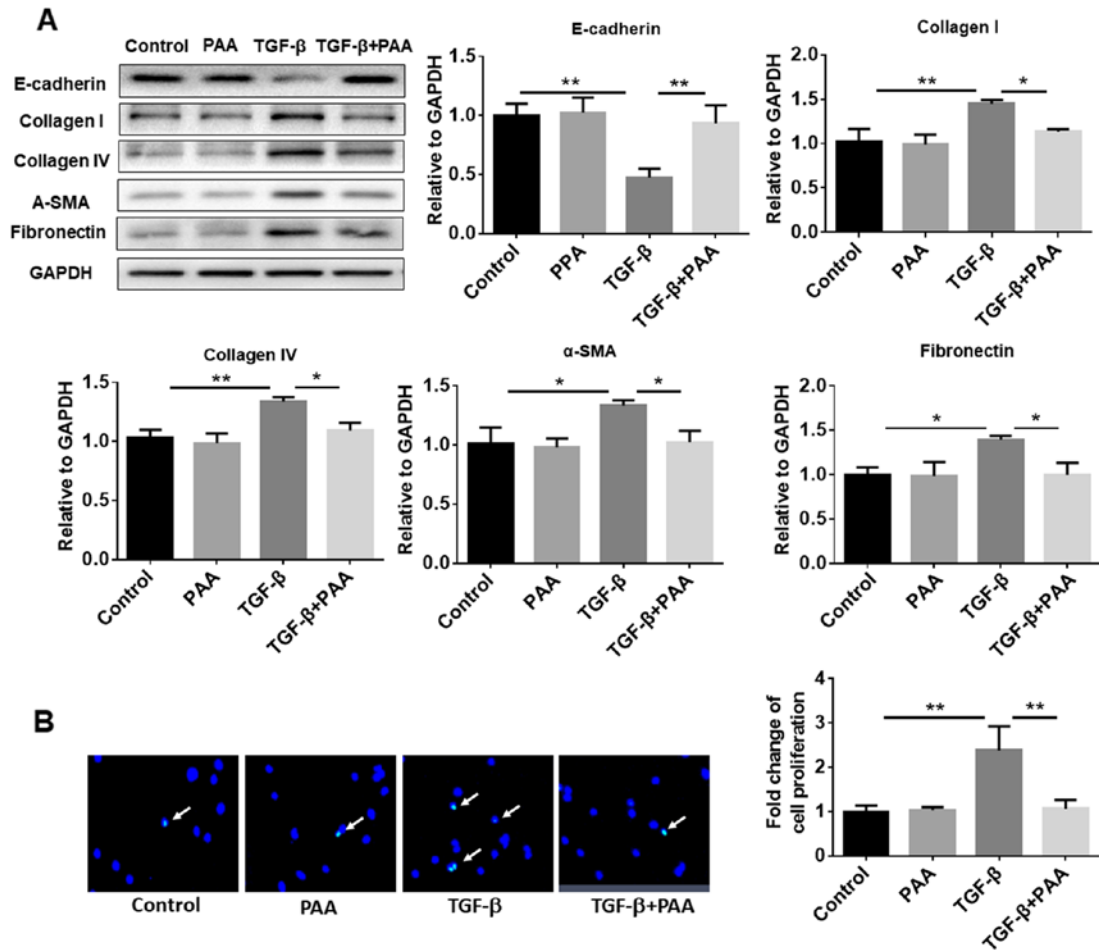 A
Control PAA TGF-β TGF-β+PAA
E-cadherin
Collagen I
Collagen IV
A-SMA
Fibronectin
GAPDH
E-cadherin
Relative to GAPDH
1.5
1.0
0.5
0.0
** **
Control PPA TGF-β TGF-β+PAA
Collagen I
Relative to GAPDH
2.0
1.5
1.0
0.5
0.0
** *
Control PAA TGF-β TGF-β+PAA
Collagen IV
Relative to GAPDH
1.5
1.0
0.5
0.0
** *
Control PAA TGF-β TGF-β+PAA
α-SMA
Relative to GAPDH
1.5
1.0
0.5
0.0
* *
Control PAA TGF-β TGF-β+PAA
Fibronectin
Relative to GAPDH
2.0
1.5
1.0
0.5
0.0
* *
Control PAA TGF-β TGF-β+PAA
B
Control PAA TGF-β TGF-β+PAA
Fold change of
cell proliferation
4
3
2
1
0
** **
Control PAA TGF-β TGF-β+PAA